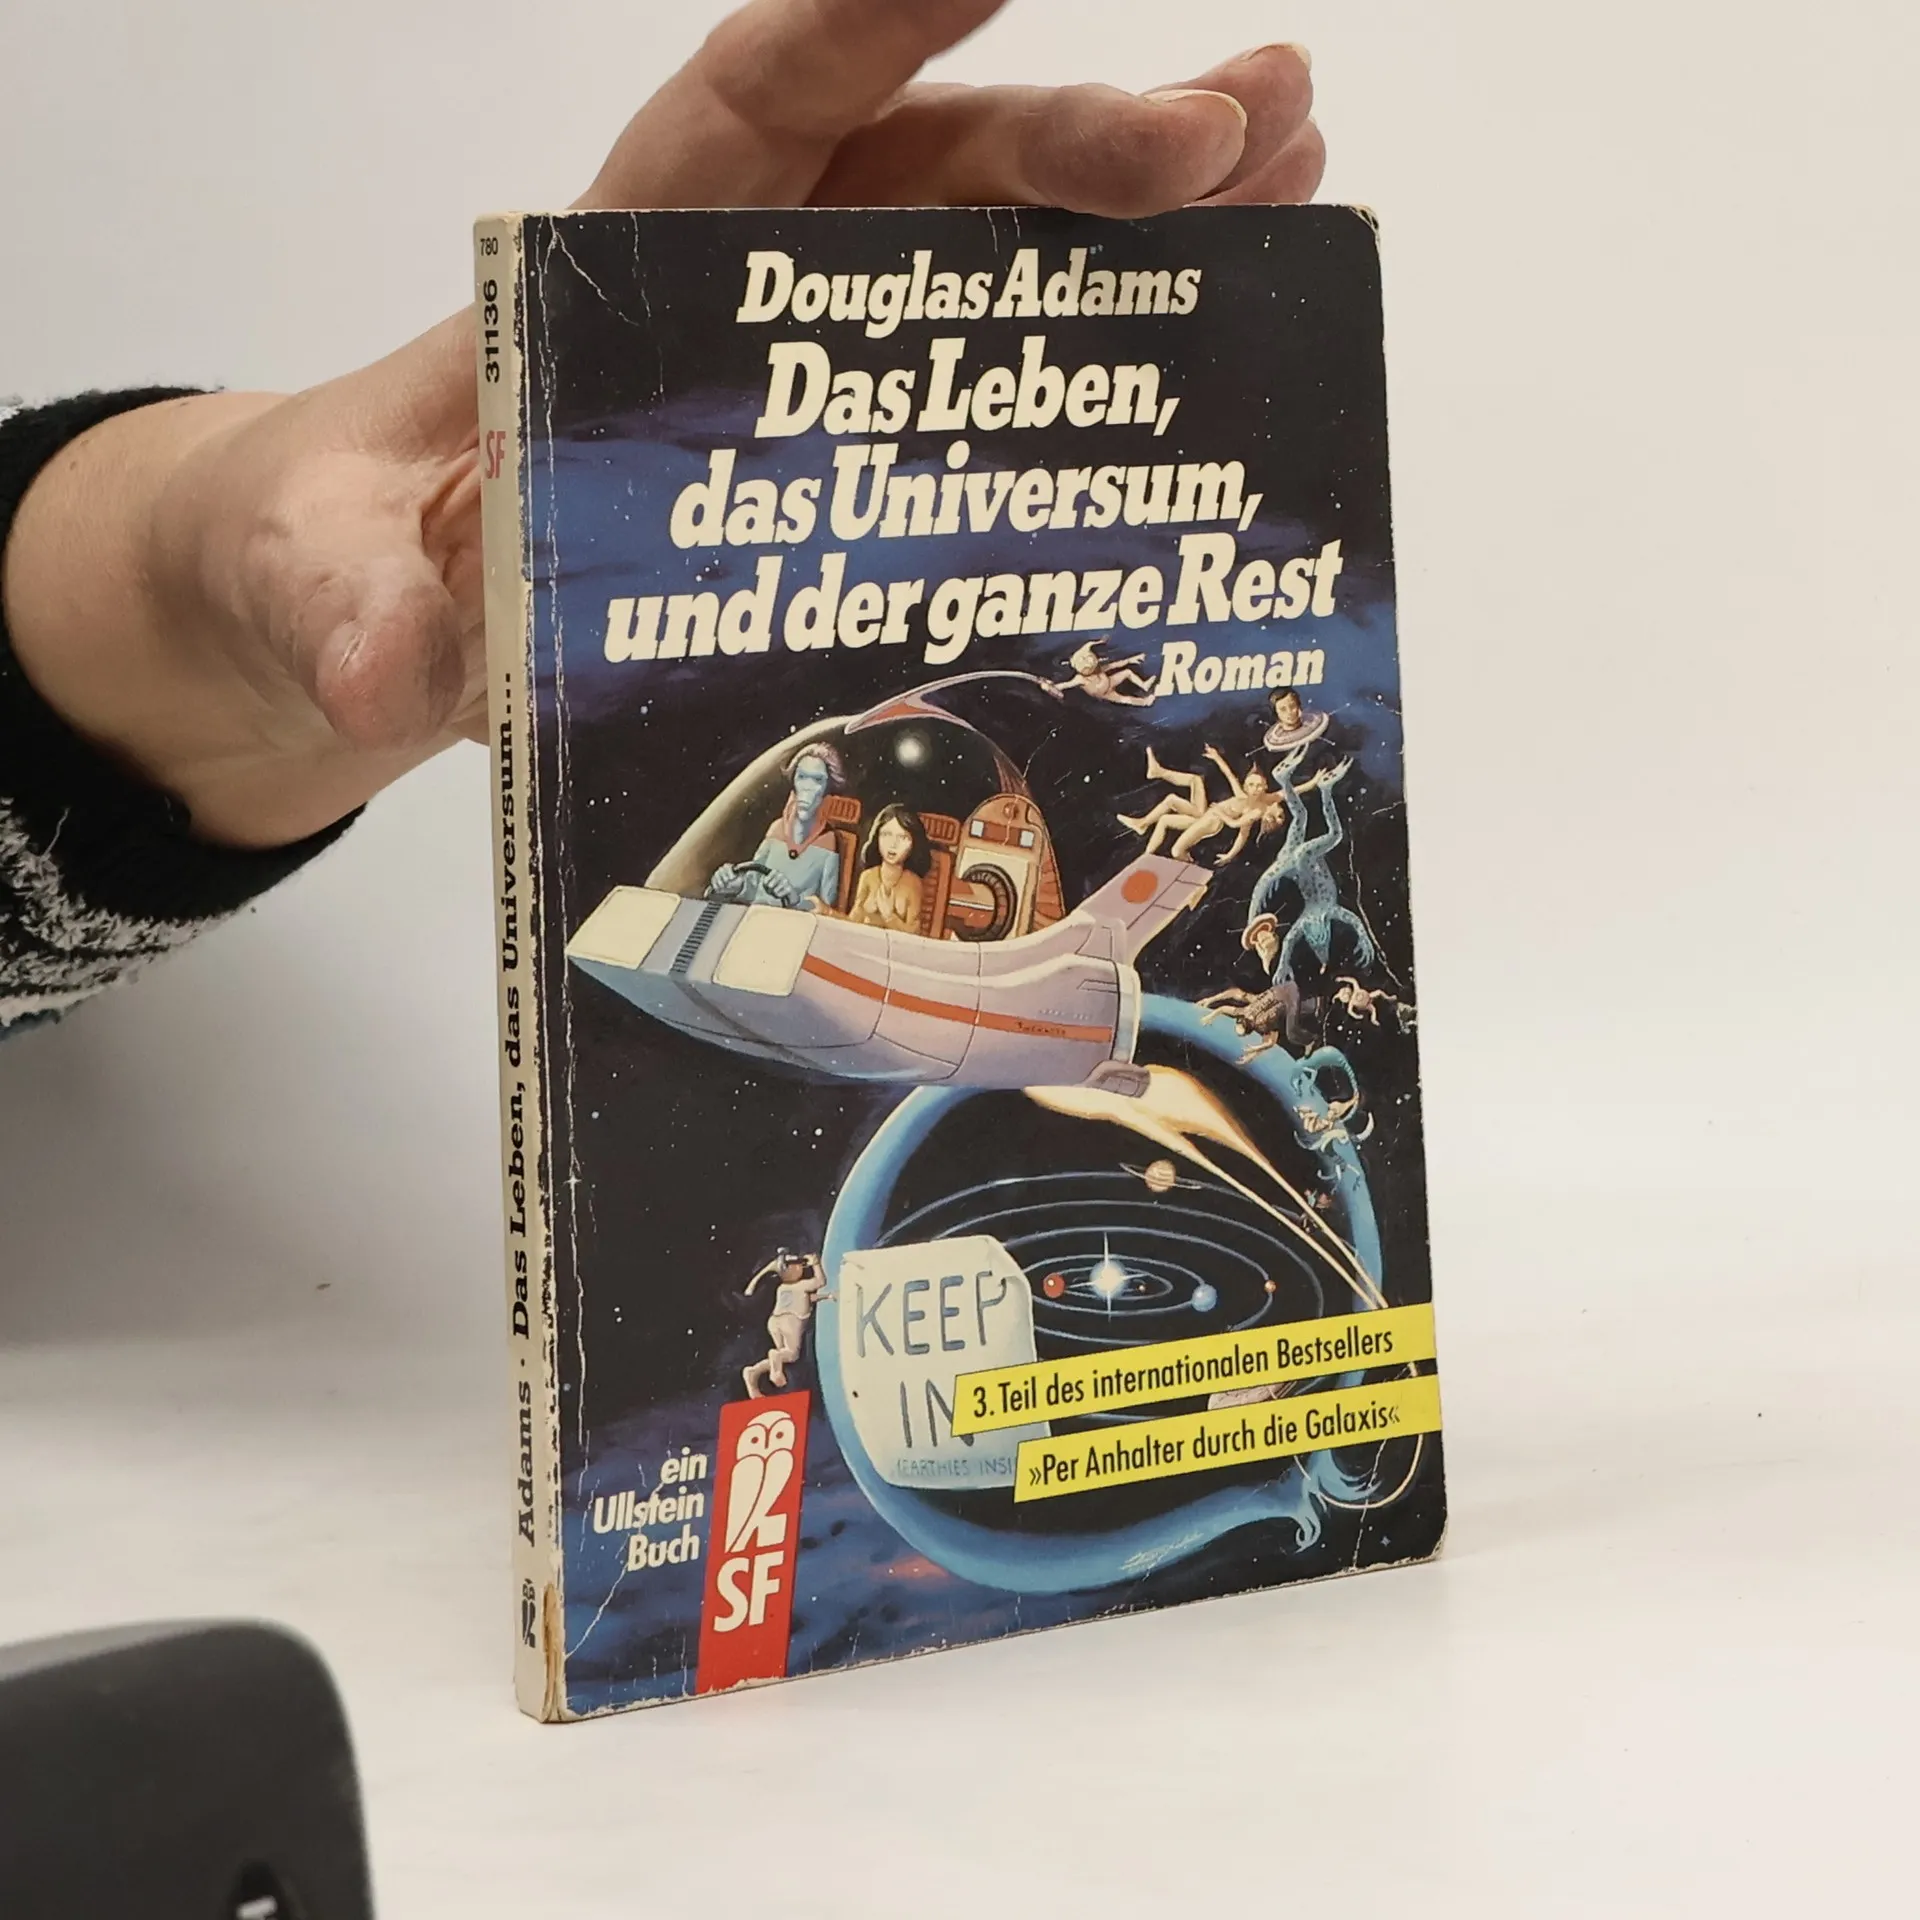 Douglas Adams
Das Leben,
das Universum,
und der ganze Rest
Roman
KEEP
IN
3. Teil des internationalen Bestsellers
»Per Anhalter durch die Galaxis«
ein
Ullstein
Buch
SF
780
31136
SF
Adams · Das Leben, das Universum...